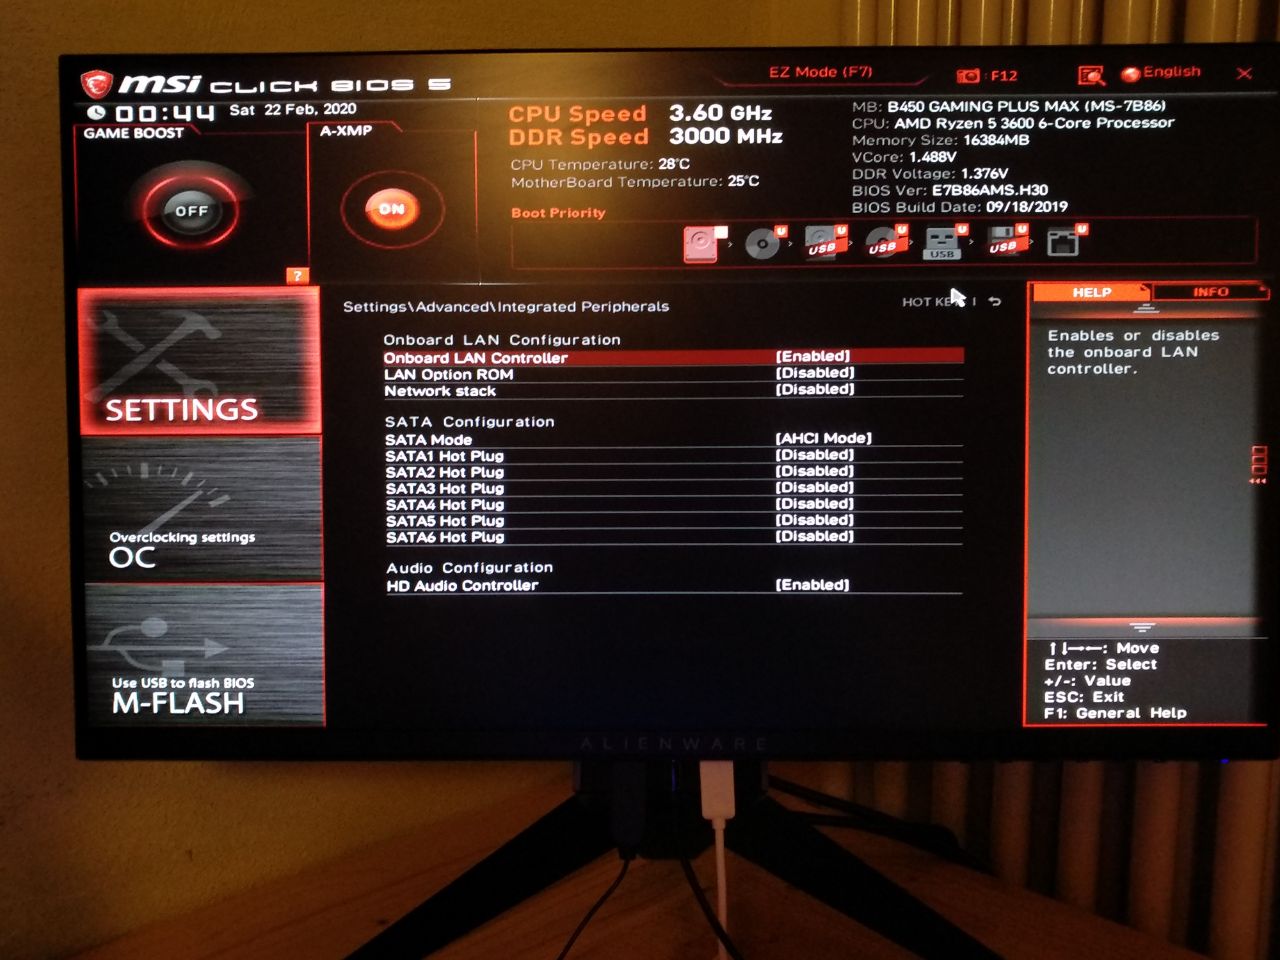 msi CLICK BIOS 5
EZ Mode (F7)
: F12
English
X
00:44 Sat 22 Feb, 2020
GAME BOOST
OFF
A-XMP
ON
?
CPU Speed 3.60 GHz
DDR Speed 3000 MHz
CPU Temperature: 28°C
MotherBoard Temperature: 25°C
MB: B450 GAMING PLUS MAX (MS-7B86)
CPU: AMD Ryzen 5 3600 6-Core Processor
Memory Size: 16384MB
VCore: 1.488V
DDR Voltage: 1.376V
BIOS Ver: E7B86AMS.H30
BIOS Build Date: 09/18/2019
Boot Priority
U U U U U U
USB USB USB USB
SETTINGS
Overclocking settings
OC
Use USB to flash BIOS
M-FLASH
Settings\Advanced\Integrated Peripherals
HOT KE
Onboard LAN Configuration
Onboard LAN Controller [Enabled]
LAN Option ROM [Disabled]
Network stack [Disabled]
SATA Configuration
SATA Mode [AHCI Mode]
SATA1 Hot Plug [Disabled]
SATA2 Hot Plug [Disabled]
SATA3 Hot Plug [Disabled]
SATA4 Hot Plug [Disabled]
SATA5 Hot Plug [Disabled]
SATA6 Hot Plug [Disabled]
Audio Configuration
HD Audio Controller [Enabled]
HELP
INFO
Enables or disables
the onboard LAN
controller.
↑↓→←: Move
Enter: Select
+/-: Value
ESC: Exit
F1: General Help
ALIENWARE